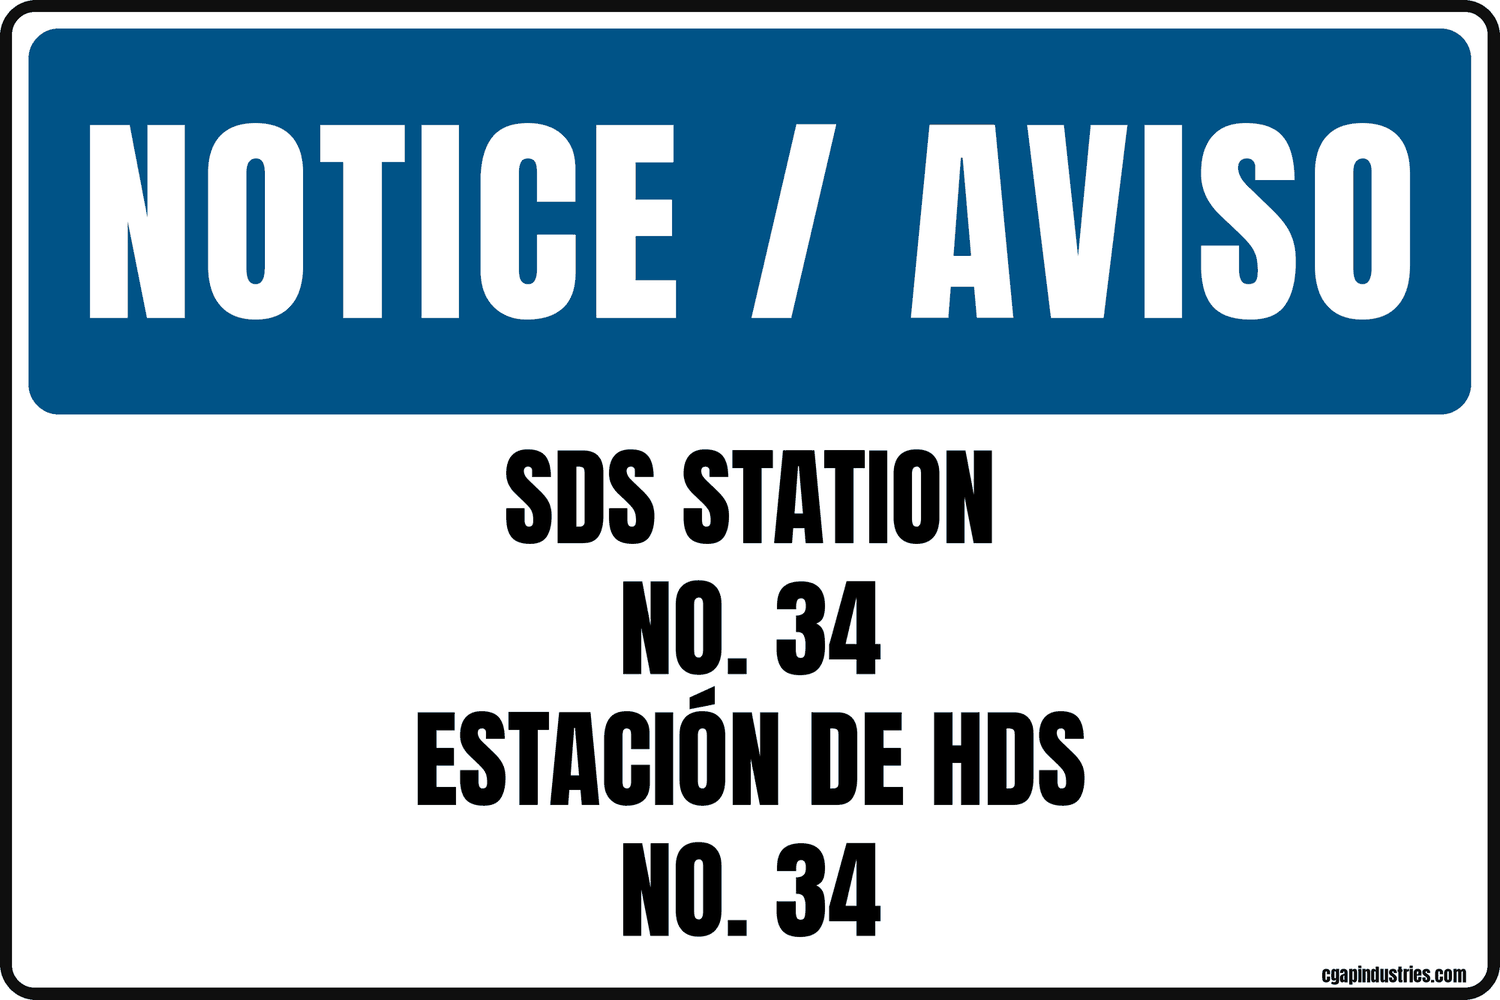 NOTICE / AVISO
SDS STATION
NO. 34
ESTACIÓN DE HDS
NO. 34
cgapindustries.com